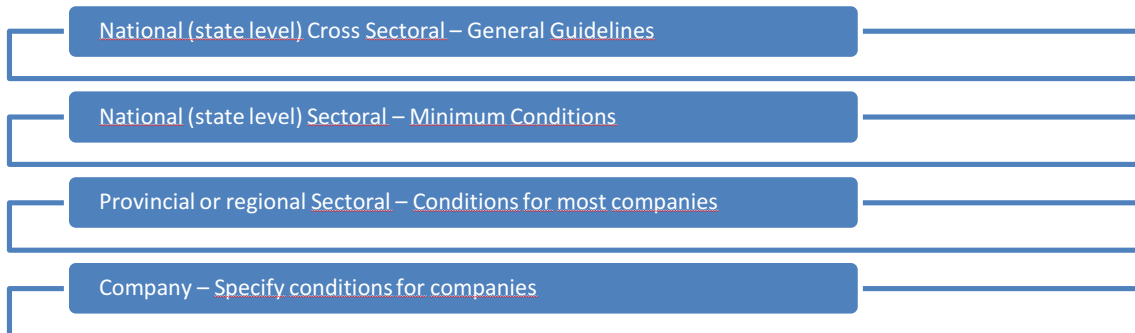 National (state level) Cross Sectoral – General Guidelines
National (state level) Sectoral – Minimum Conditions
Provincial or regional Sectoral – Conditions for most companies
Company – Specify conditions for companies